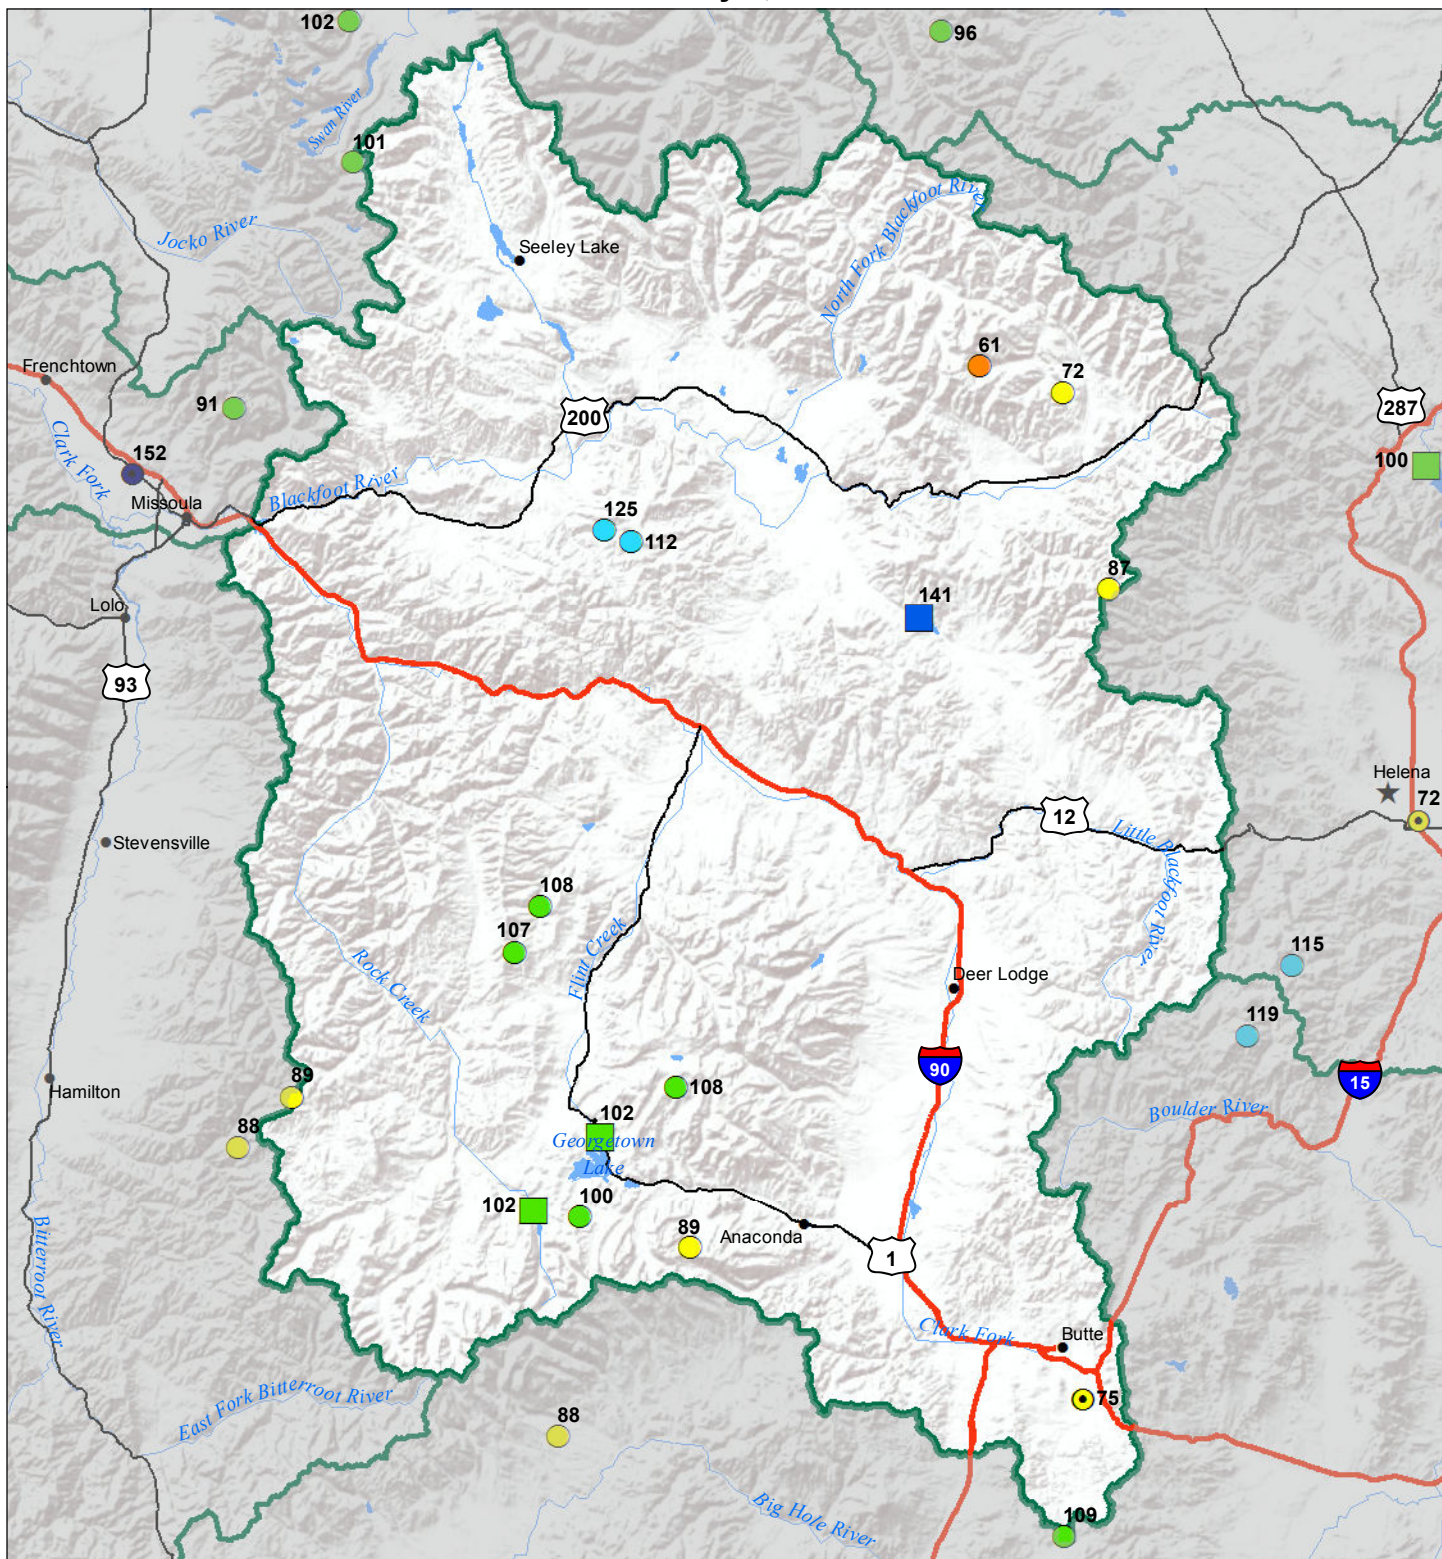 102
96
Swan River
101
Jocko River
North Fork Blackfoot River
Seeley Lake
61
Frenchtown
72
91
200
287
Clark Fork
152
100
Blackfoot River
Missoula
125
112
87
141
Lolo
93
Helena
72
12
Little Blackfoot River
Stevensville
108
107
Flint Creek
115
Rock Creek
Deer Lodge
119
90
15
89
Hamilton
108
Boulder River
102
88
Georgetown
Lake
102
100
89
Anaconda
1
Bitterroot River
Clark Fork
Butte
East Fork Bitterroot River
75
88
Big Hole River
109